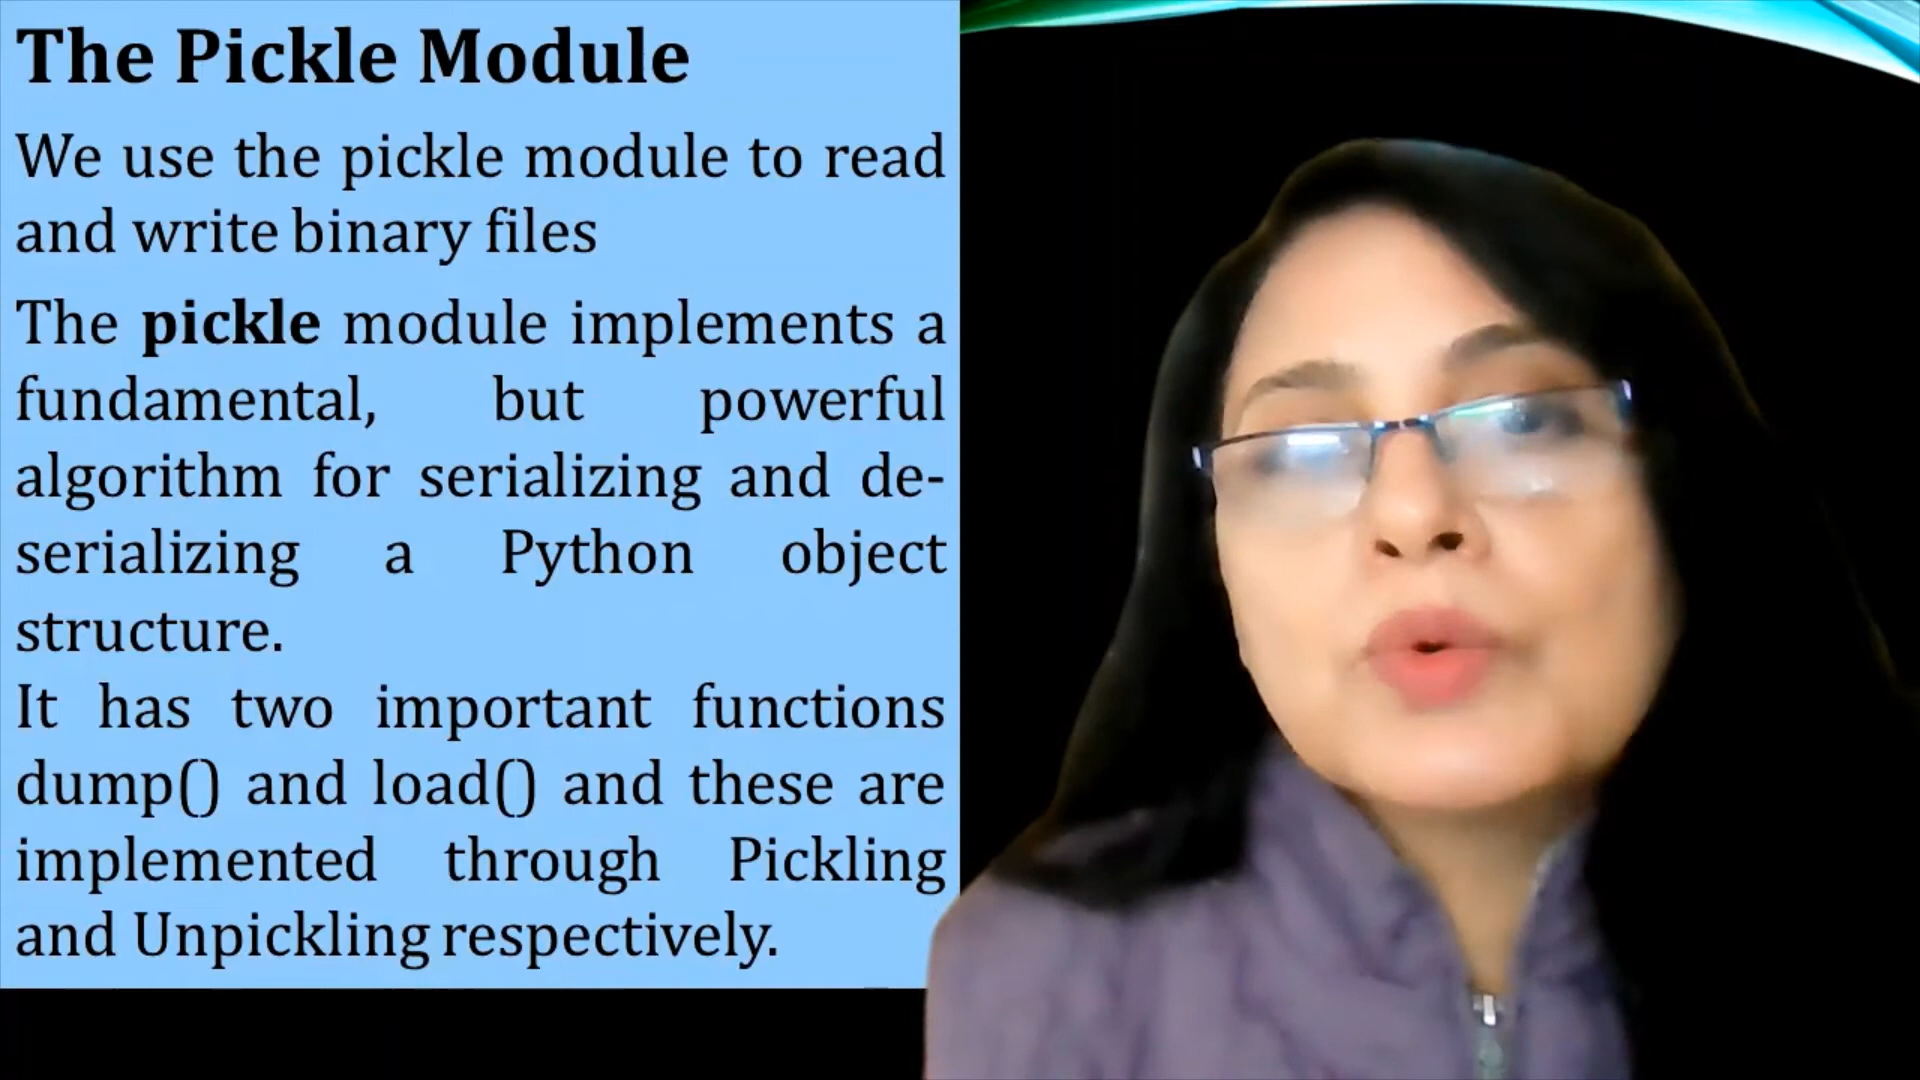 The Pickle Module
We use the pickle module to read
and write binary files
The pickle module implements a
fundamental, but powerful
algorithm for serializing and de-
serializing a Python object
structure.
It has two important functions
dump() and load() and these are
implemented through Pickling
and Unpickling respectively.